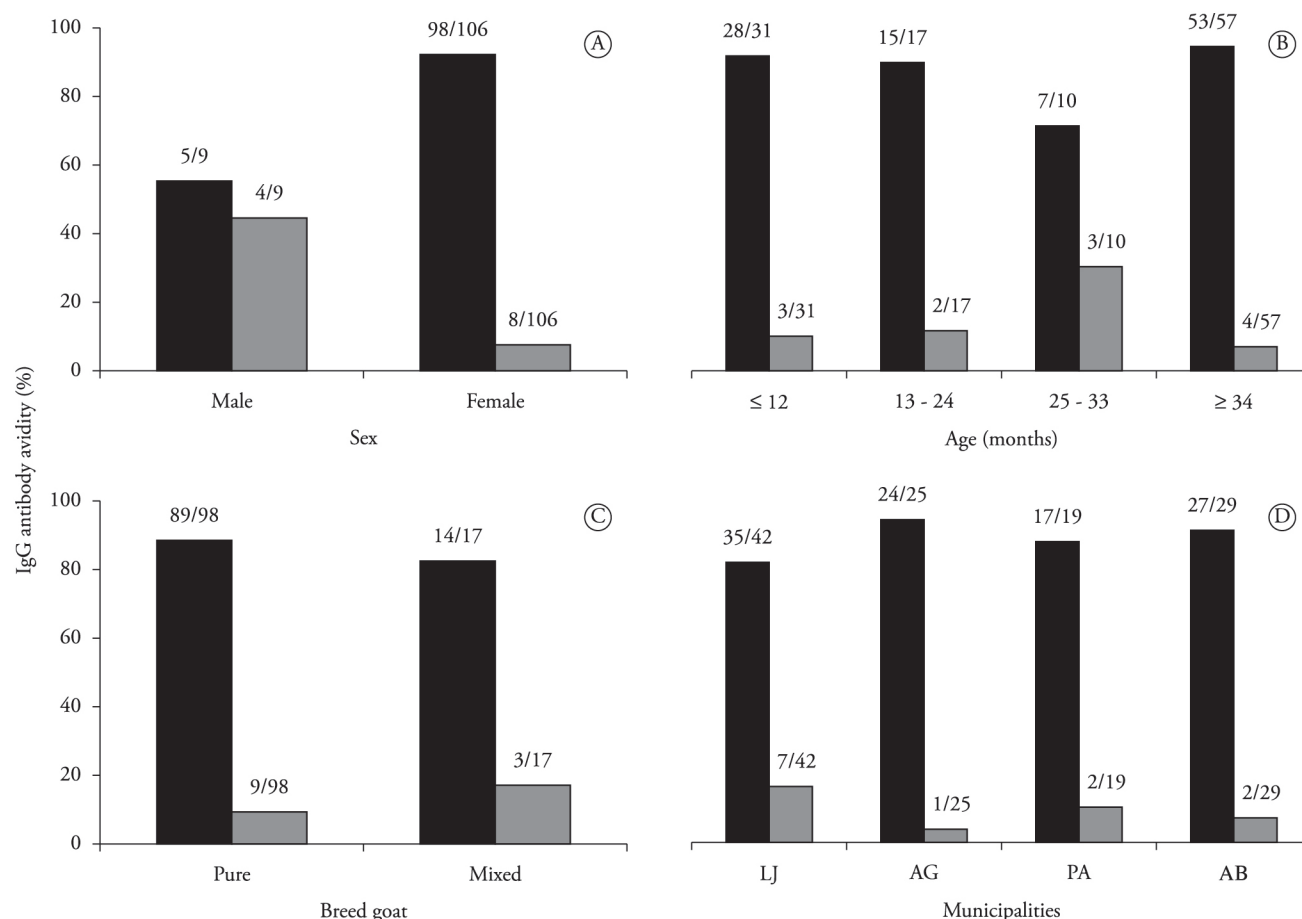 IgG antibody avidity (%)
100
80
60
40
20
0
5/9
4/9
98/106
8/106
A
Male
Female
Sex
28/31
3/31
15/17
2/17
7/10
3/10
53/57
4/57
B
≤ 12
13 - 24
25 - 33
≥ 34
Age (months)
100
80
60
40
20
0
89/98
9/98
14/17
3/17
C
Pure
Mixed
Breed goat
35/42
7/42
24/25
1/25
17/19
2/19
27/29
2/29
D
LJ
AG
PA
AB
Municipalities